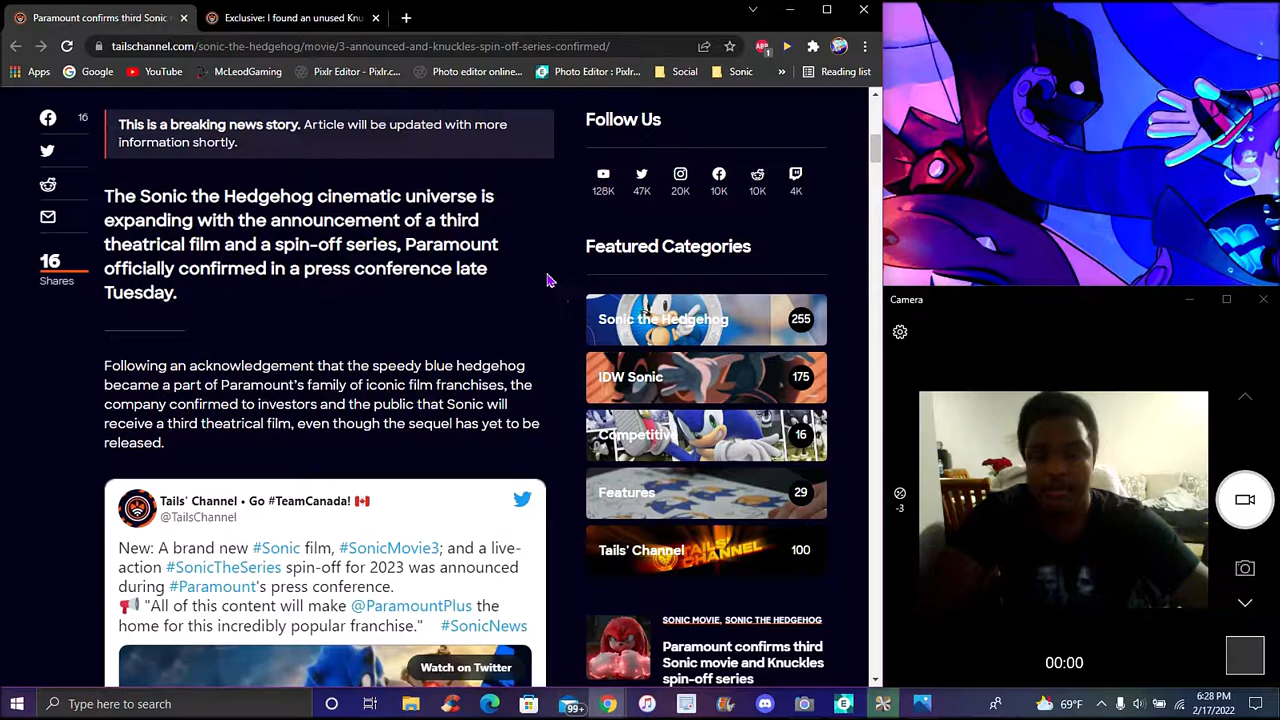 Paramount confirms third Sonic
Exclusive: I found an unused Knu
tailschannel.com/sonic-the-hedgehog/movie/3-announced-and-knuckles-spin-off-series-confirmed/
Apps
Google
YouTube
McLeodGaming
Pixlr Editor - Pixlr.c...
Photo editor online...
Photo Editor : Pixlr...
Social
Sonic
»
Reading list
16
This is a breaking news story. Article will be updated with more
information shortly.
The Sonic the Hedgehog cinematic universe is
expanding with the announcement of a third
theatrical film and a spin-off series, Paramount
officially confirmed in a press conference late
Tuesday.
16
Shares
Following an acknowledgement that the speedy blue hedgehog
became a part of Paramount's family of iconic film franchises, the
company confirmed to investors and the public that Sonic will
receive a third theatrical film, even though the sequel has yet to be
released.
Tails' Channel • Go #TeamCanada! 🇨🇦
@TailsChannel
New: A brand new #Sonic film, #SonicMovie3; and a live-
action #SonicTheSeries spin-off for 2023 was announced
during #Paramount's press conference.
📢 "All of this content will make @ParamountPlus the
home for this incredibly popular franchise." #SonicNews
Watch on Twitter
Follow Us
128K 47K 20K 10K 10K 4K
Featured Categories
Sonic the Hedgehog 255
IDW Sonic 175
Competitive 16
Features 29
Tails' Channel 100
TAILS'
CHANNEL
SONIC MOVIE, SONIC THE HEDGEHOG
Paramount confirms third
Sonic movie and Knuckles
spin-off series
Camera
-3
00:00
Type here to search
99+
69°F
6:28 PM
2/17/2022